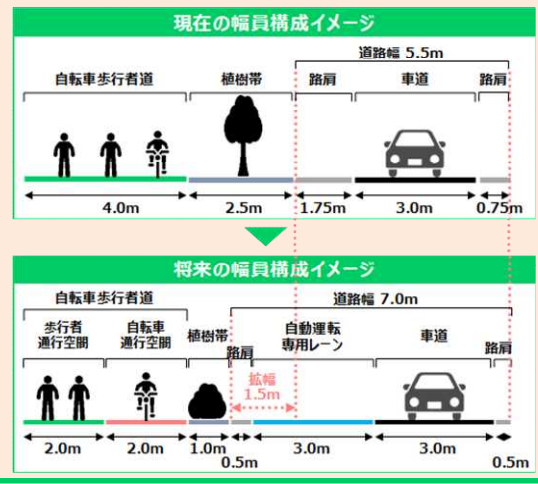 現在の幅員構成イメージ
道路幅 5.5m
自転車歩行者道 植樹帯 路肩 車道 路肩
4.0m 2.5m 1.75m 3.0m 0.75m
将来の幅員構成イメージ
自転車歩行者道 道路幅 7.0m
歩行者
通行空間
自転車
通行空間
植樹帯
路肩
自動運転
専用レーン
車道
路肩
拡幅
1.5m
2.0m 2.0m 1.0m 0.5m 3.0m 3.0m 0.5m